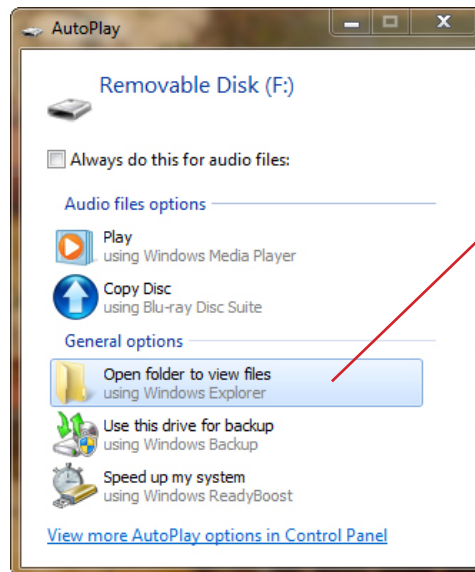 AutoPlay
Removable Disk (F:)
Always do this for audio files:
Audio files options
Play
using Windows Media Player
Copy Disc
using Blu-ray Disc Suite
General options
Open folder to view files
using Windows Explorer
Use this drive for backup
using Windows Backup
Speed up my system
using Windows ReadyBoost
View more AutoPlay options in Control Panel